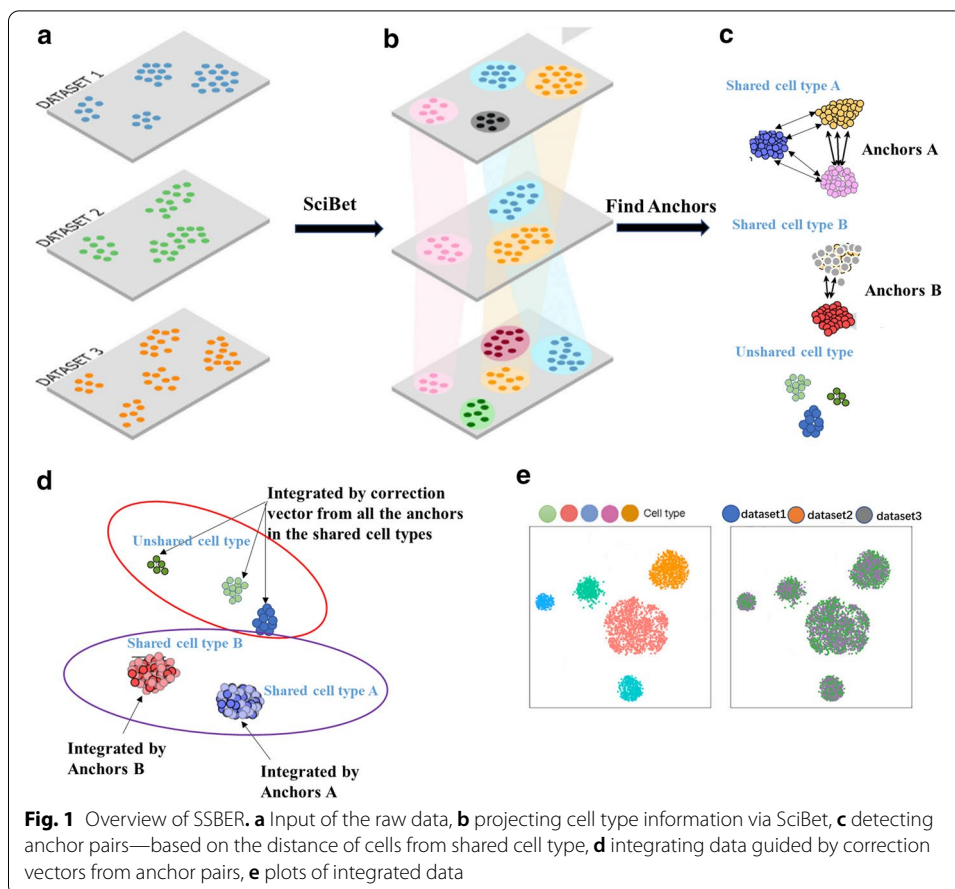 a
b
c
DATASET 1
Shared cell type A
Anchors A
DATASET 2
SciBet
Find Anchors
Shared cell type B
Anchors B
DATASET 3
Unshared cell type
d
Integrated by correction
vector from all the anchors
in the shared cell types
Unshared cell type
Shared cell type B
Shared cell type A
Integrated by
Anchors B
Integrated by
Anchors A
e
Cell type
dataset1 dataset2 dataset3
Fig. 1 Overview of SSBER. a Input of the raw data, b projecting cell type information via SciBet, c detecting
anchor pairs—based on the distance of cells from shared cell type, d integrating data guided by correction
vectors from anchor pairs, e plots of integrated data